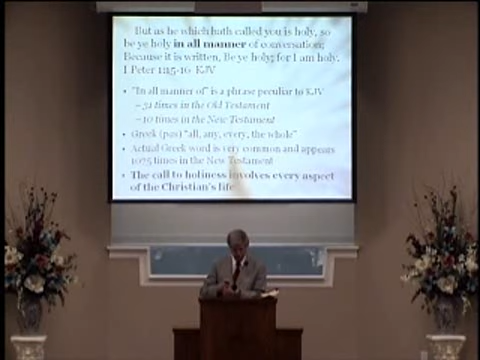 But as he which hath called you is holy, so
be ye holy in all manner of conversation;
Because it is written, Be ye holy; for I am holy.
I Peter 1:15-16 KJV
• "In all manner of" is a phrase peculiar to KJV
– 51 times in the Old Testament
– 10 times in the New Testament
• Greek (pas) "all, any, every, the whole"
• Actual Greek word is very common and appears
1075 times in the New Testament
• The call to holiness involves every aspect
of the Christian's life